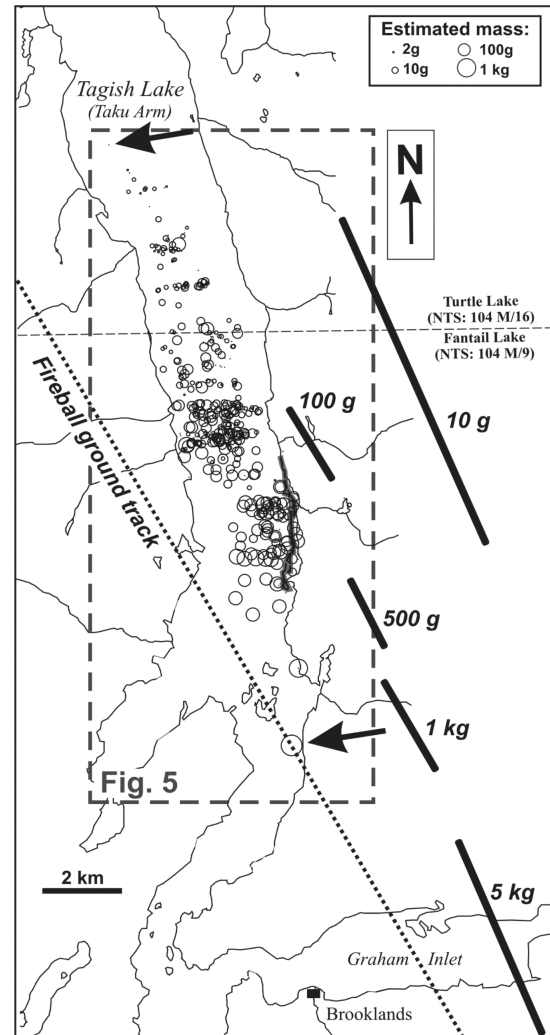 Estimated mass:
2g 100g
10g 1 kg
Tagish Lake
(Taku Arm)
N
Turtle Lake
(NTS: 104 M/16)
Fantail Lake
(NTS: 104 M/9)
100 g
10 g
Fireball ground track
500 g
1 kg
Fig. 5
2 km
5 kg
Graham Inlet
Brooklands